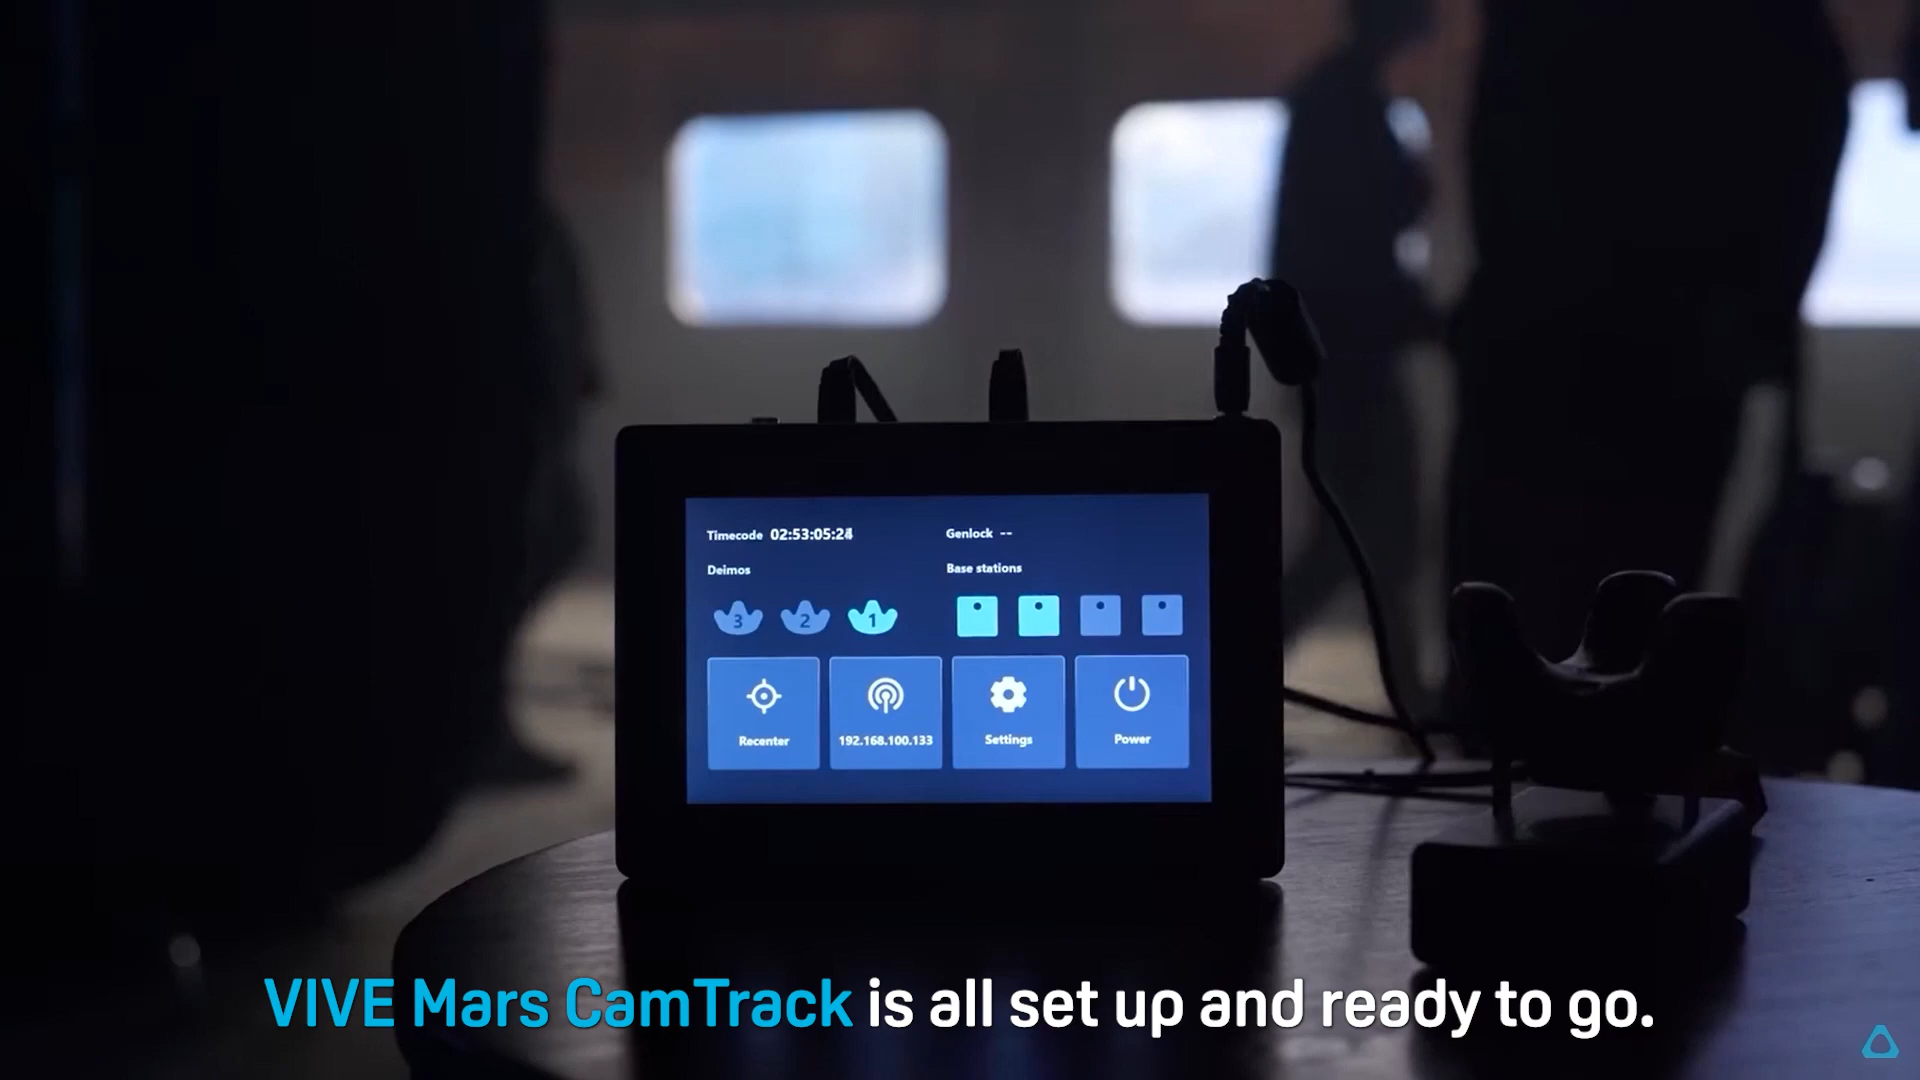 Timecode 02:53:05:24
Genlock --
Deimos
Base stations
3 2 1
Recenter
192.168.100.133
Settings
Power
VIVE Mars CamTrack is all set up and ready to go.